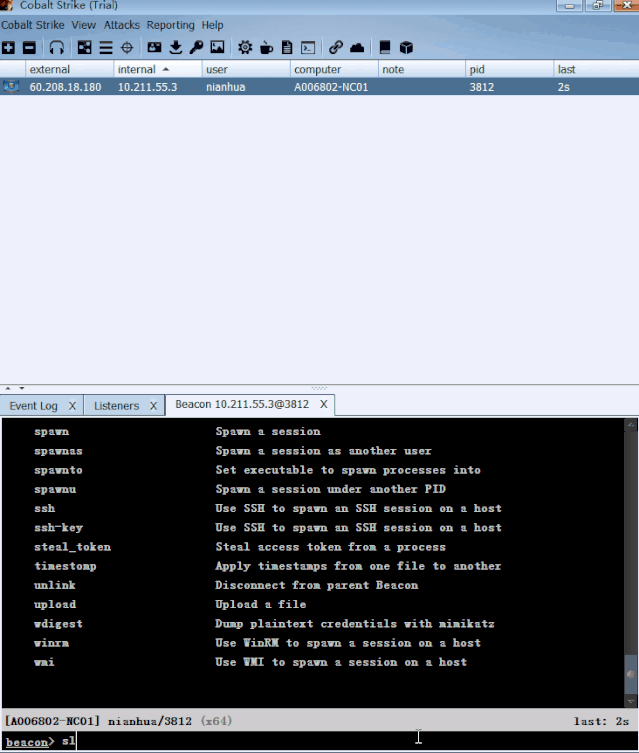 Cobalt Strike (Trial)
Cobalt Strike View Attacks Reporting Help
external internal user computer note pid last
60.208.18.180 10.211.55.3 nianhua A006802-NC01 3812 2s
Event Log X Listeners X Beacon 10.211.55.3@3812 X
spawn Spawn a session
spawnas Spawn a session as another user
spawnto Set executable to spawn processes into
spawnu Spawn a session under another PID
ssh Use SSH to spawn an SSH session on a host
ssh-key Use SSH to spawn an SSH session on a host
steal_token Steal access token from a process
timestomp Apply timestamps from one file to another
unlink Disconnect from parent Beacon
upload Upload a file
wdigest Dump plaintext credentials with mimikatz
winrm Use WinRM to spawn a session on a host
wmi Use WMI to spawn a session on a host
[A006802-NC01] nianhua/3812 (x64) last: 2s
beacon> sl